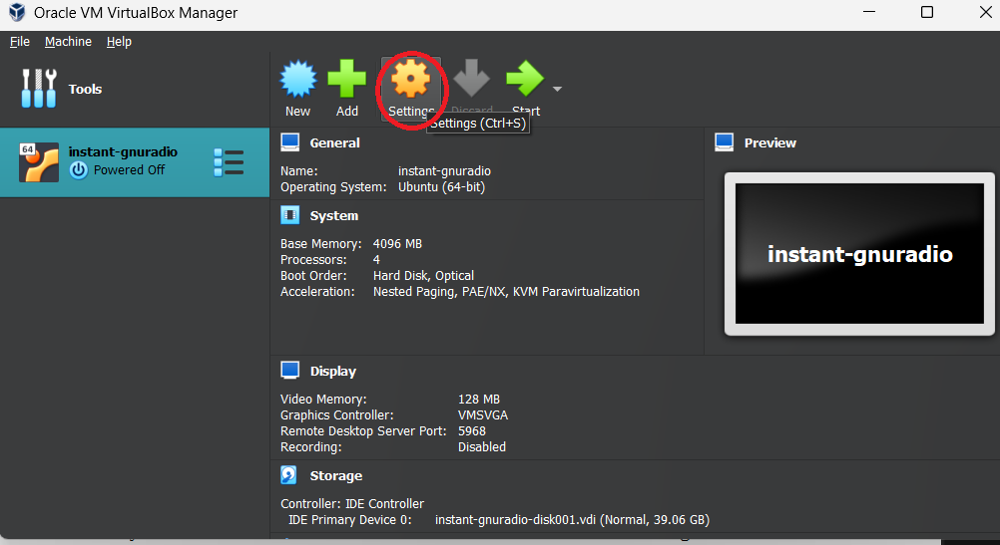 Oracle VM VirtualBox Manager
File Machine Help
Tools
New Add Settings Discard Start
Settings (Ctrl+S)
64
instant-gnuradio
Powered Off
General
Name: instant-gnuradio
Operating System: Ubuntu (64-bit)
Preview
instant-gnuradio
System
Base Memory: 4096 MB
Processors: 4
Boot Order: Hard Disk, Optical
Acceleration: Nested Paging, PAE/NX, KVM Paravirtualization
Display
Video Memory: 128 MB
Graphics Controller: VMSVGA
Remote Desktop Server Port: 5968
Recording: Disabled
Storage
Controller: IDE Controller
IDE Primary Device 0: instant-gnuradio-disk001.vdi (Normal, 39.06 GB)